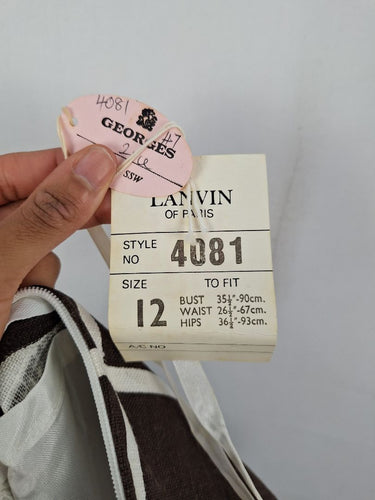 4081
GEORGES
#7
SSW
LANVIN
OF PARIS
STYLE NO 4081
SIZE 12
TO FIT
BUST 35½"-90cm.
WAIST 26½"-67cm.
HIPS 36½"-93cm.
A/C NO